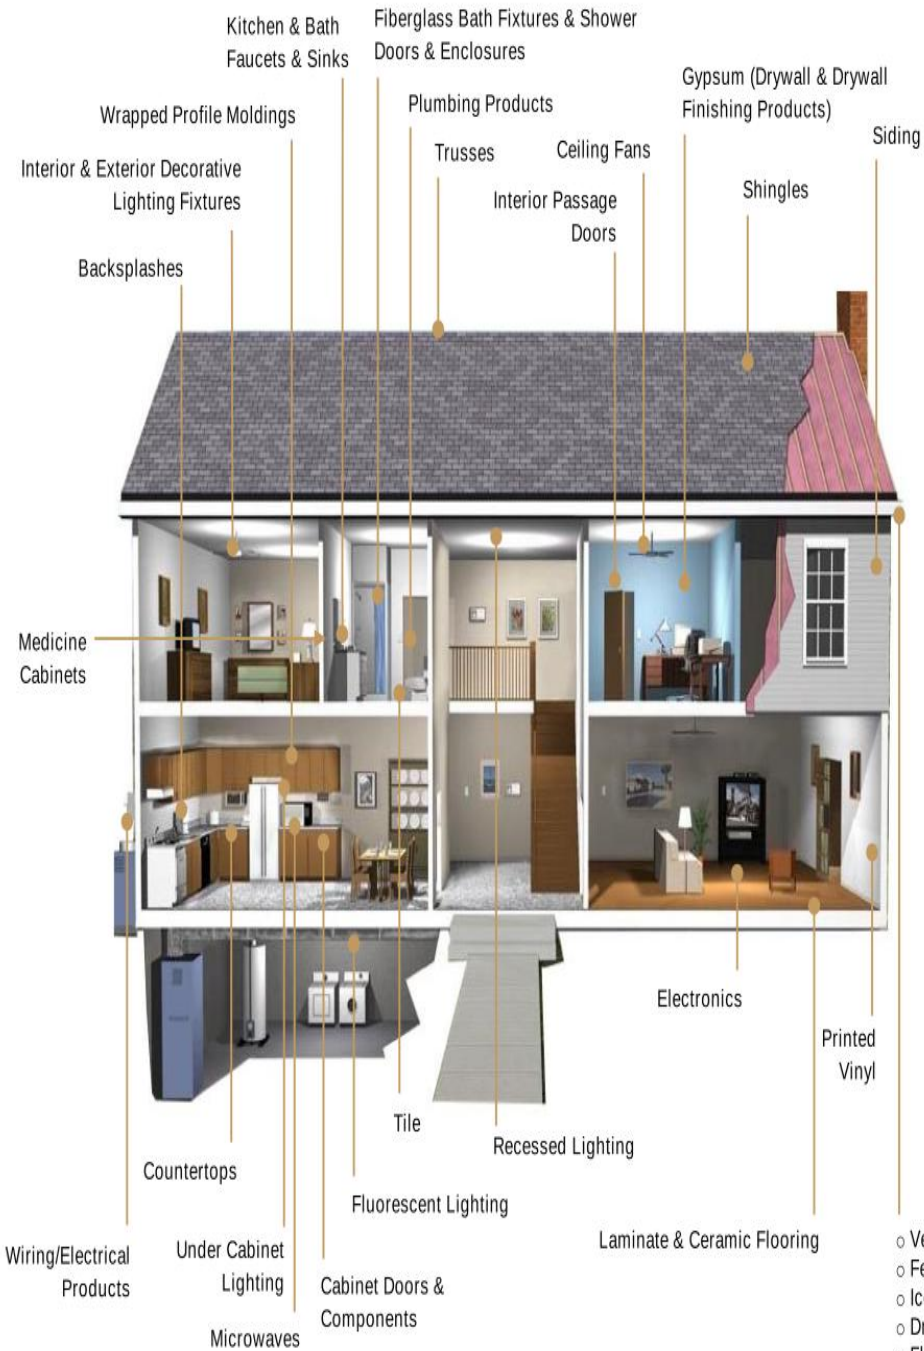 Kitchen & Bath
Faucets & Sinks
Fiberglass Bath Fixtures & Shower
Doors & Enclosures
Gypsum (Drywall & Drywall
Finishing Products)
Wrapped Profile Moldings
Plumbing Products
Siding
Trusses
Ceiling Fans
Interior & Exterior Decorative
Lighting Fixtures
Interior Passage
Doors
Shingles
Backsplashes
Medicine
Cabinets
Electronics
Printed
Vinyl
Tile
Recessed Lighting
Countertops
Fluorescent Lighting
Laminate & Ceramic Flooring
Wiring/Electrical
Products
Under Cabinet
Lighting
Cabinet Doors &
Components
Microwaves